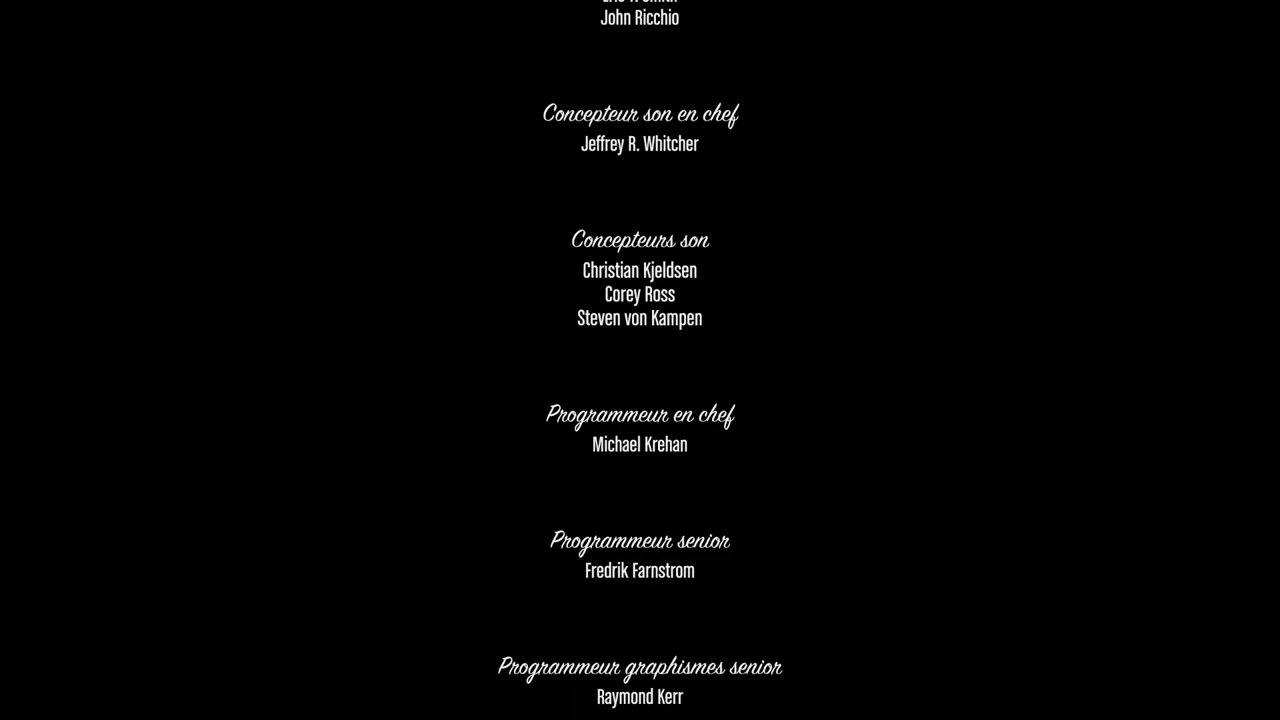 John Ricchio
Concepteur son en chef
Jeffrey R. Whitcher
Concepteurs son
Christian Kjeldsen
Corey Ross
Steven von Kampen
Programmeur en chef
Michael Krehan
Programmeur senior
Fredrik Farnstrom
Programmeur graphismes senior
Raymond Kerr